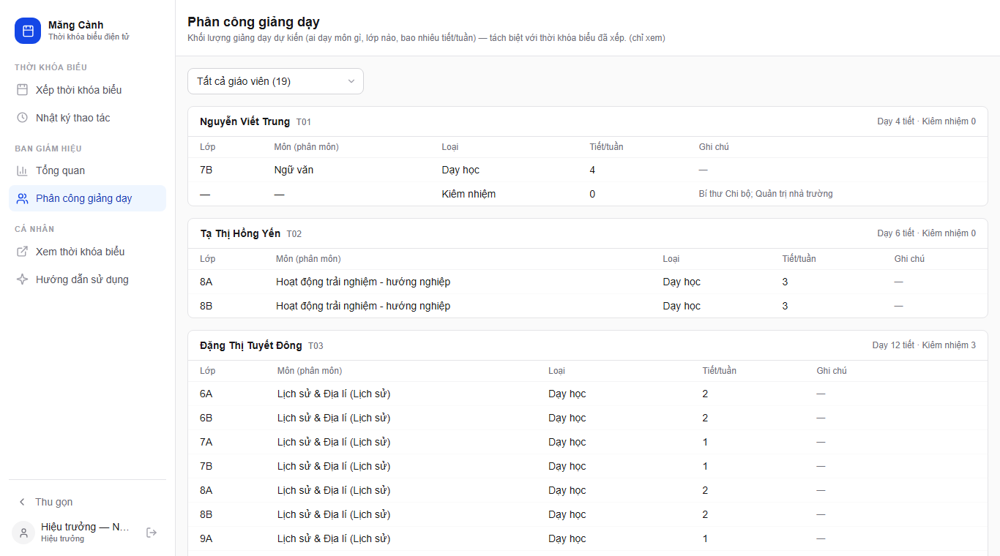 Măng Cành
Thời khóa biểu điện tử
THỜI KHÓA BIỂU
Xếp thời khóa biểu
Nhật ký thao tác
BAN GIÁM HIỆU
Tổng quan
Phân công giảng dạy
CÁ NHÂN
Xem thời khóa biểu
Hướng dẫn sử dụng
Thu gọn
Hiệu trưởng — N…
Hiệu trưởng
Phân công giảng dạy
Khối lượng giảng dạy dự kiến (ai dạy môn gì, lớp nào, bao nhiêu tiết/tuần) — tách biệt với thời khóa biểu đã xếp. (chỉ xem)
Tất cả giáo viên (19)
Nguyễn Viết Trung T01 Dạy 4 tiết · Kiêm nhiệm 0
Lớp Môn (phân môn) Loại Tiết/tuần Ghi chú
7B Ngữ văn Dạy học 4 —
— — Kiêm nhiệm 0 Bí thư Chi bộ; Quản trị nhà trường
Tạ Thị Hồng Yến T02 Dạy 6 tiết · Kiêm nhiệm 0
Lớp Môn (phân môn) Loại Tiết/tuần Ghi chú
8A Hoạt động trải nghiệm - hướng nghiệp Dạy học 3 —
8B Hoạt động trải nghiệm - hướng nghiệp Dạy học 3 —
Đặng Thị Tuyết Đông T03 Dạy 12 tiết · Kiêm nhiệm 3
Lớp Môn (phân môn) Loại Tiết/tuần Ghi chú
6A Lịch sử & Địa lí (Lịch sử) Dạy học 2 —
6B Lịch sử & Địa lí (Lịch sử) Dạy học 2 —
7A Lịch sử & Địa lí (Lịch sử) Dạy học 1 —
7B Lịch sử & Địa lí (Lịch sử) Dạy học 1 —
8A Lịch sử & Địa lí (Lịch sử) Dạy học 2 —
8B Lịch sử & Địa lí (Lịch sử) Dạy học 2 —
9A Lịch sử & Địa lí (Lịch sử) Dạy học 1 —